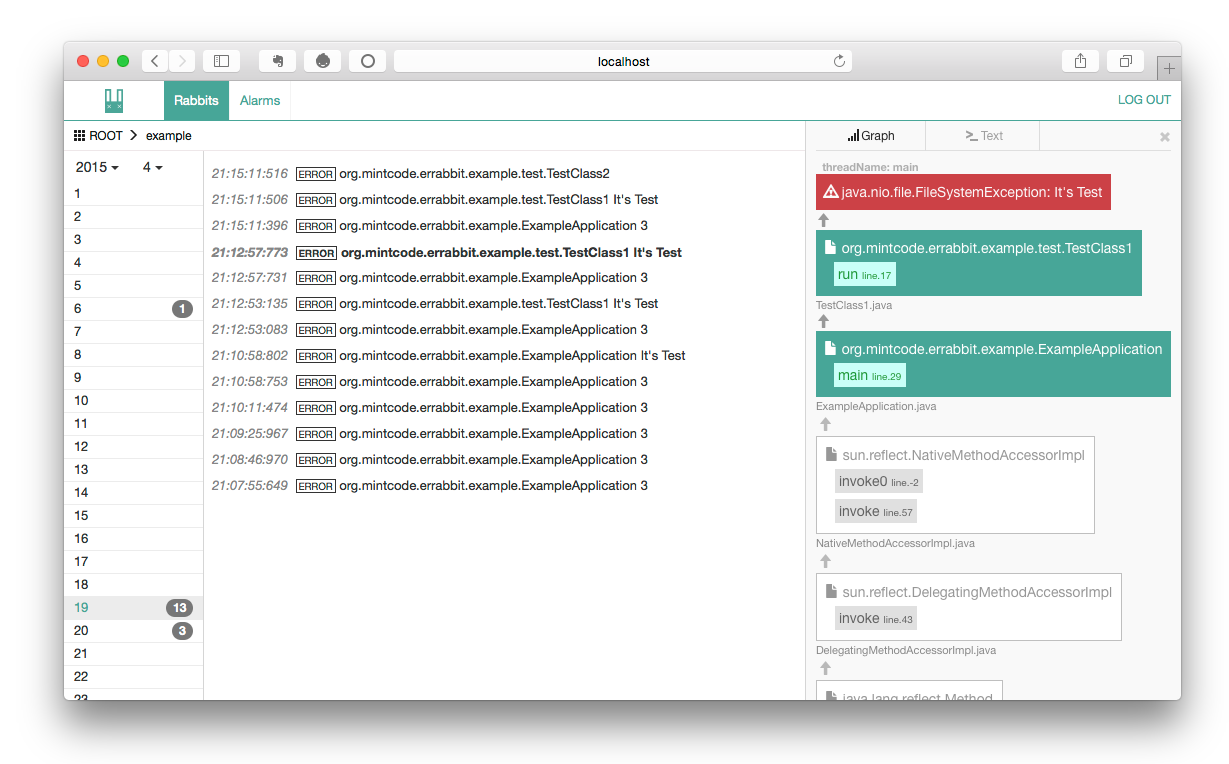 localhost
Rabbits Alarms LOG OUT
ROOT example
2015 4
1
2
3
4
5
6 1
7
8
9
10
11
12
13
14
15
16
17
18
19 13
20 3
21
22
23
21:15:11:516 ERROR org.mintcode.errabbit.example.test.TestClass2
21:15:11:506 ERROR org.mintcode.errabbit.example.test.TestClass1 It's Test
21:15:11:396 ERROR org.mintcode.errabbit.example.ExampleApplication 3
21:12:57:773 ERROR org.mintcode.errabbit.example.test.TestClass1 It's Test
21:12:57:731 ERROR org.mintcode.errabbit.example.ExampleApplication 3
21:12:53:135 ERROR org.mintcode.errabbit.example.test.TestClass1 It's Test
21:12:53:083 ERROR org.mintcode.errabbit.example.ExampleApplication 3
21:10:58:802 ERROR org.mintcode.errabbit.example.ExampleApplication It's Test
21:10:58:753 ERROR org.mintcode.errabbit.example.ExampleApplication 3
21:10:11:474 ERROR org.mintcode.errabbit.example.ExampleApplication 3
21:09:25:967 ERROR org.mintcode.errabbit.example.ExampleApplication 3
21:08:46:970 ERROR org.mintcode.errabbit.example.ExampleApplication 3
21:07:55:649 ERROR org.mintcode.errabbit.example.ExampleApplication 3
Graph >_ Text
threadName: main
java.nio.file.FileSystemException: It's Test
org.mintcode.errabbit.example.test.TestClass1
run line.17
TestClass1.java
org.mintcode.errabbit.example.ExampleApplication
main line.29
ExampleApplication.java
sun.reflect.NativeMethodAccessorImpl
invoke0 line.-2
invoke line.57
NativeMethodAccessorImpl.java
sun.reflect.DelegatingMethodAccessorImpl
invoke line.43
DelegatingMethodAccessorImpl.java
java.lang.reflect.Method